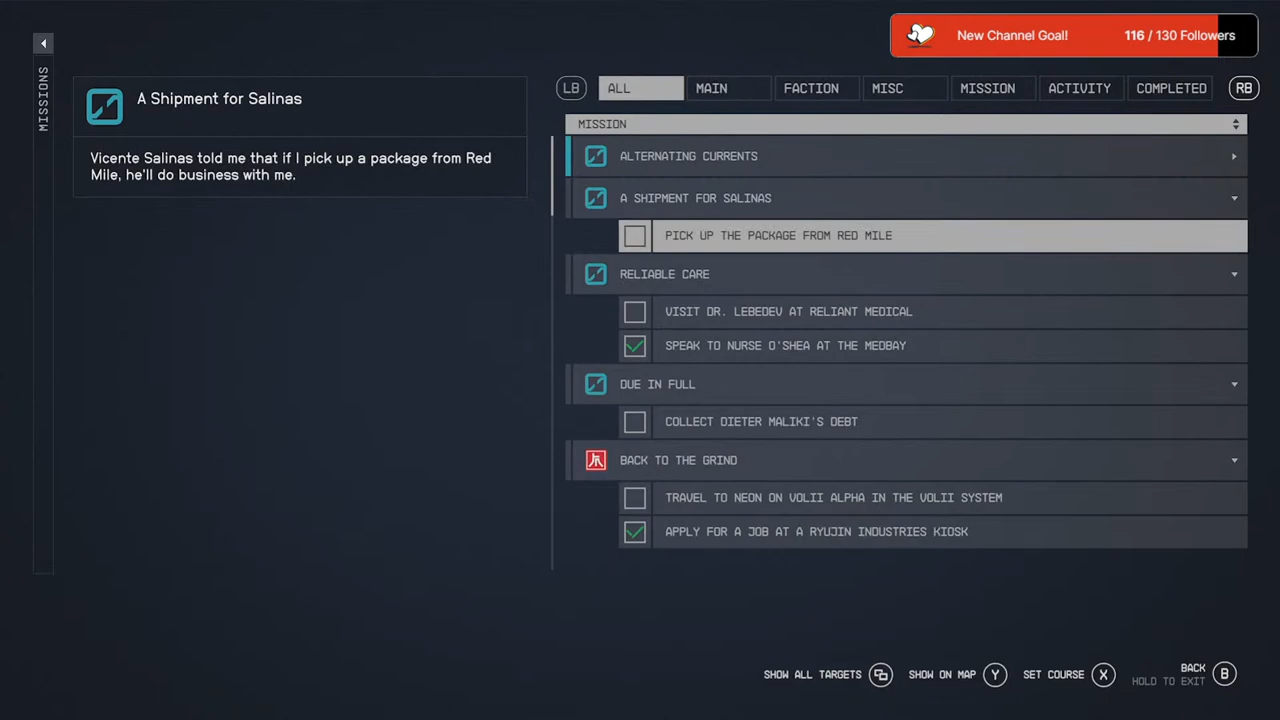 New Channel Goal! 116 / 130 Followers
MISSIONS
A Shipment for Salinas
Vicente Salinas told me that if I pick up a package from Red
Mile, he'll do business with me.
LB ALL MAIN FACTION MISC MISSION ACTIVITY COMPLETED RB
MISSION
ALTERNATING CURRENTS
A SHIPMENT FOR SALINAS
PICK UP THE PACKAGE FROM RED MILE
RELIABLE CARE
VISIT DR. LEBEDEV AT RELIANT MEDICAL
SPEAK TO NURSE O'SHEA AT THE MEDBAY
DUE IN FULL
COLLECT DIETER MALIKI'S DEBT
BACK TO THE GRIND
TRAVEL TO NEON ON VOLII ALPHA IN THE VOLII SYSTEM
APPLY FOR A JOB AT A RYUJIN INDUSTRIES KIOSK
SHOW ALL TARGETS SHOW ON MAP Y SET COURSE X BACK B
HOLD TO EXIT